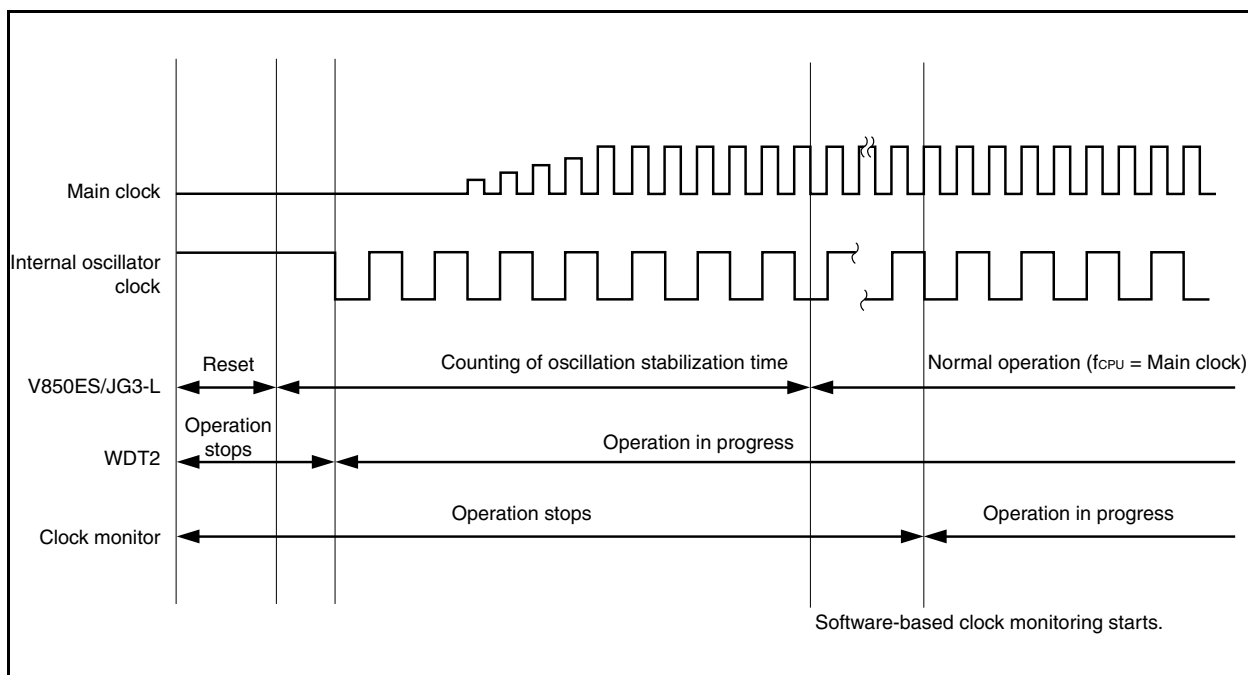 Main clock
Internal oscillator
clock
Reset
Counting of oscillation stabilization time
Normal operation (fCPU = Main clock)
V850ES/JG3-L
Operation
stops
Operation in progress
WDT2
Operation stops
Operation in progress
Clock monitor
Software-based clock monitoring starts.